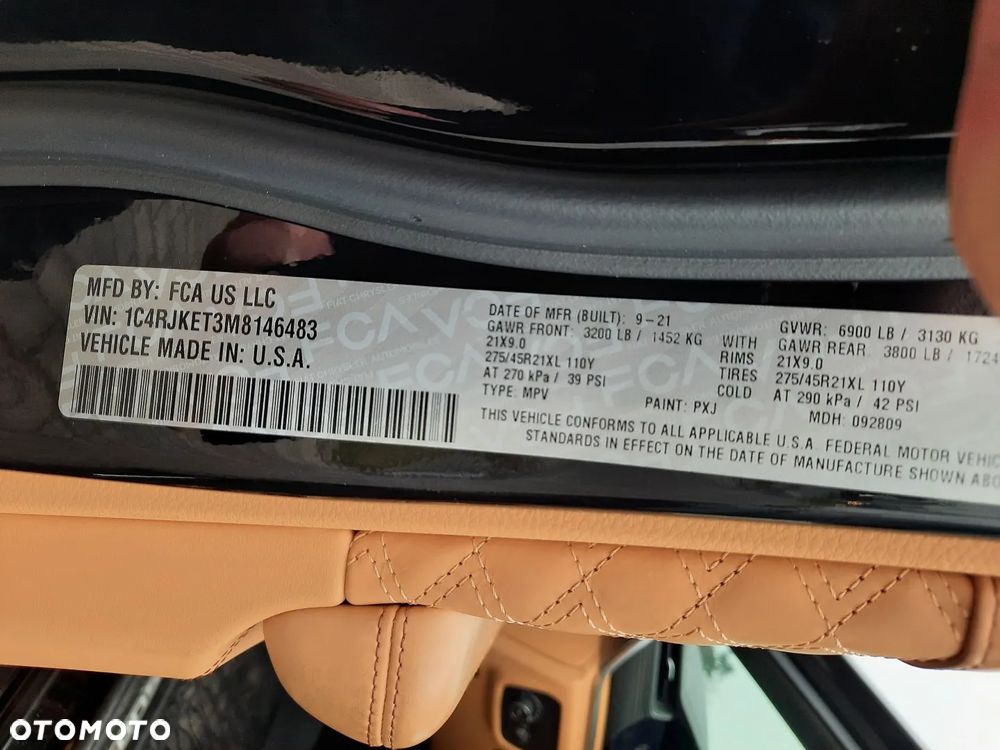 MFD BY: FCA US LLC
VIN: 1C4RJKET3M8146483
VEHICLE MADE IN: U.S.A.
DATE OF MFR (BUILT): 9-21 GVWR: 6900 LB / 3130 KG
GAWR FRONT: 3200 LB / 1452 KG WITH GAWR REAR: 3800 LB / 1724
21X9.0 RIMS 21X9.0
275/45R21XL 110Y TIRES 275/45R21XL 110Y
AT 270 kPa / 39 PSI COLD AT 290 kPa / 42 PSI
TYPE: MPV PAINT: PXJ MDH: 092809
THIS VEHICLE CONFORMS TO ALL APPLICABLE U.S.A. FEDERAL MOTOR
STANDARDS IN EFFECT ON THE DATE OF MANUFACTURE SHOWN
OTOMOTO